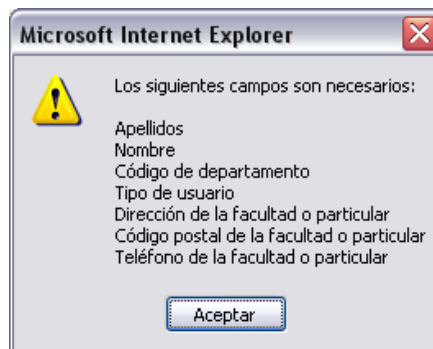 Microsoft Internet Explorer
Los siguientes campos son necesarios:
Apellidos
Nombre
Código de departamento
Tipo de usuario
Dirección de la facultad o particular
Código postal de la facultad o particular
Teléfono de la facultad o particular
Aceptar